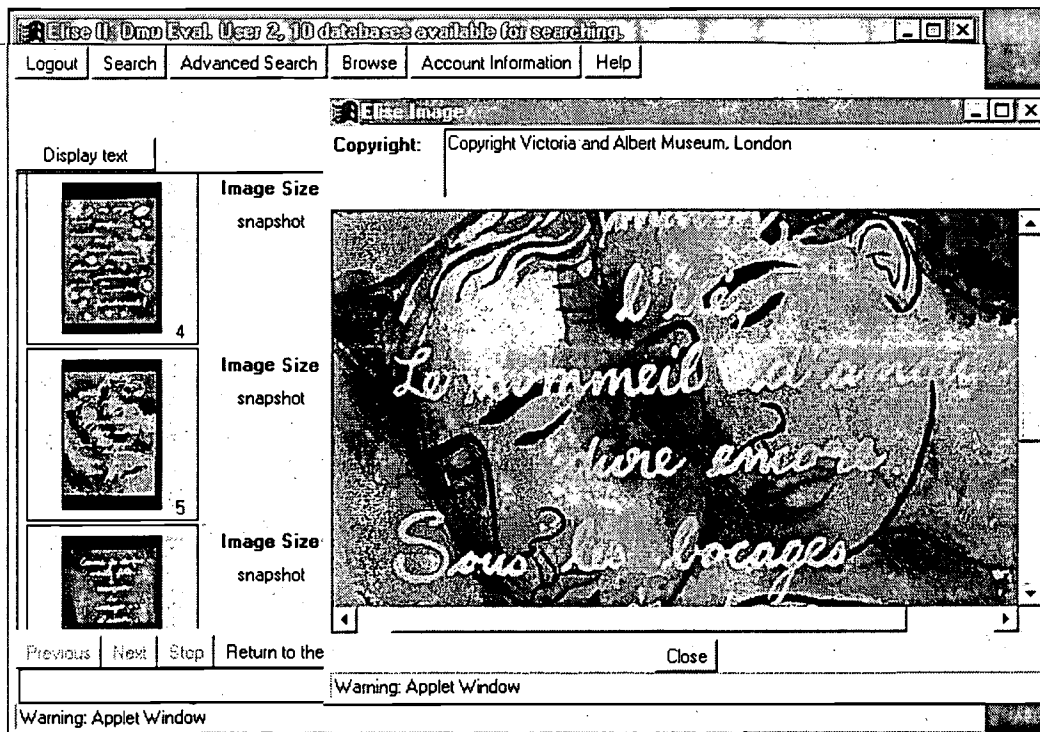 Elise II: Dmu Eval. User 2, 10 databases available for searching.
Logout Search Advanced Search Browse Account Information Help
Elise Image
Copyright: Copyright Victoria and Albert Museum, London
Display text
Image Size
snapshot
4
Image Size
snapshot
5
Image Size
snapshot
l'été,
Le sommeil d'amour
dure encore
Sous les bocages
Previous Next Stop Return to the
Close
Warning: Applet Window
Warning: Applet Window